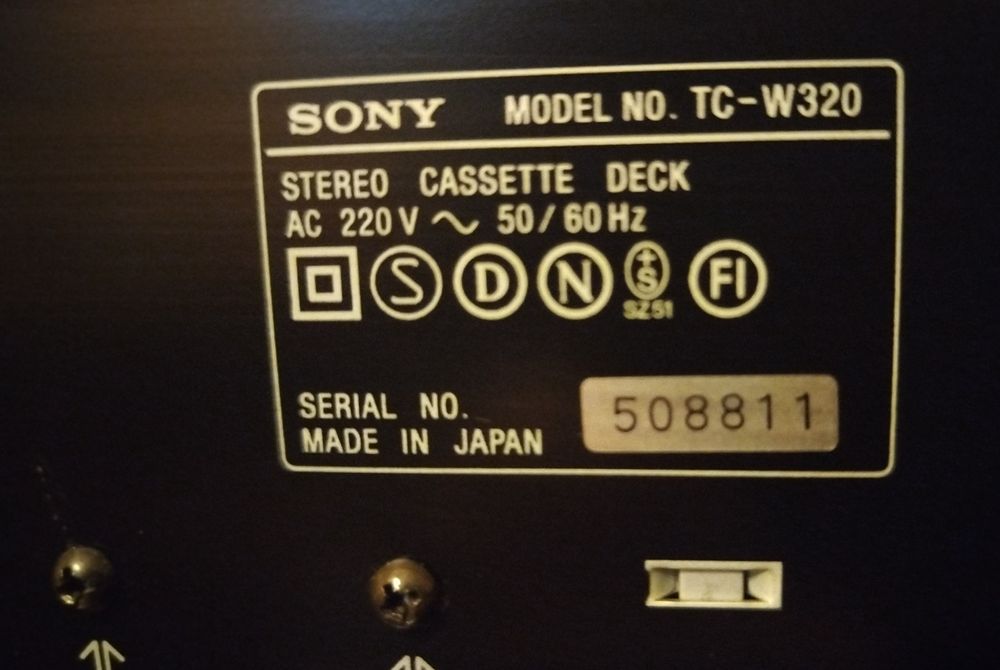 SONY MODEL NO. TC-W320
STEREO CASSETTE DECK
AC 220 V ~ 50/60 Hz
S D N +S FI
SZ51
SERIAL NO. 508811
MADE IN JAPAN